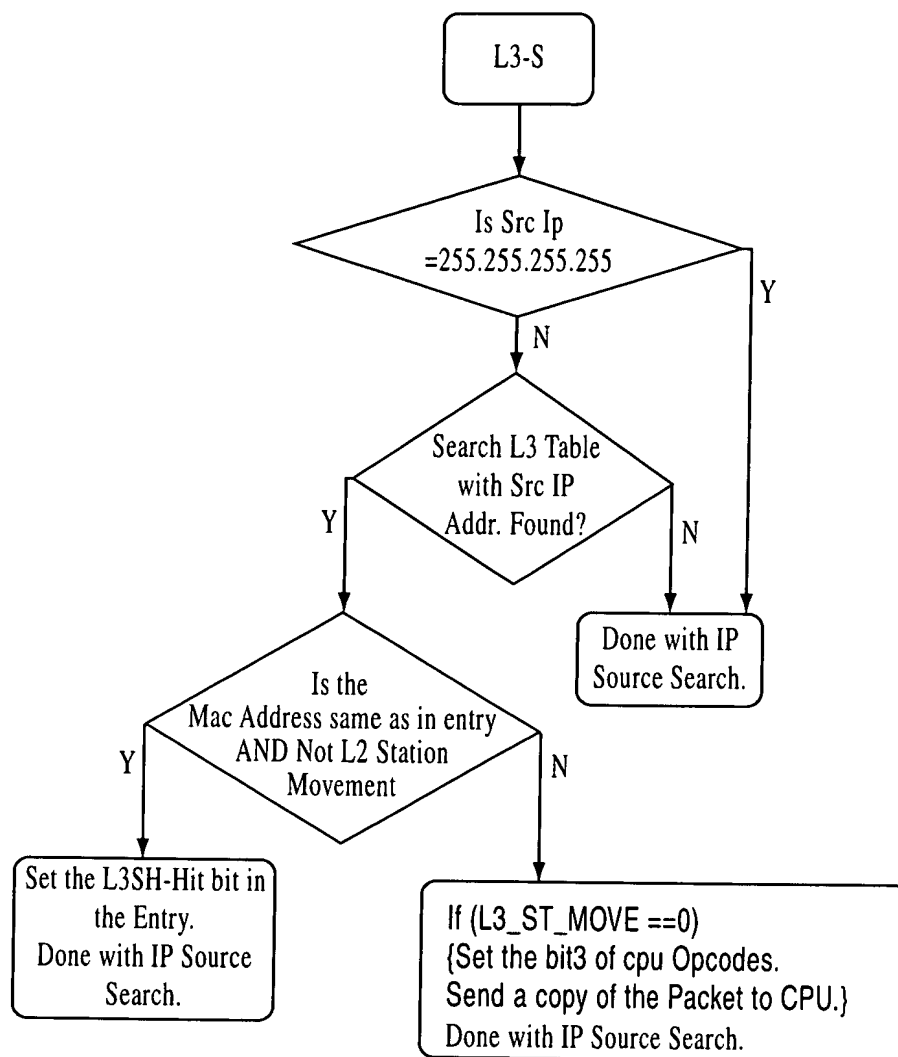 L3-S
Is Src Ip
=255.255.255.255
Y
N
Search L3 Table
with Src IP
Addr. Found?
Y
N
Done with IP
Source Search.
Is the
Mac Address same as in entry
AND Not L2 Station
Movement
Y
N
Set the L3SH-Hit bit in
the Entry.
Done with IP Source
Search.
If (L3_ST_MOVE ==0)
{Set the bit3 of cpu Opcodes.
Send a copy of the Packet to CPU.}
Done with IP Source Search.